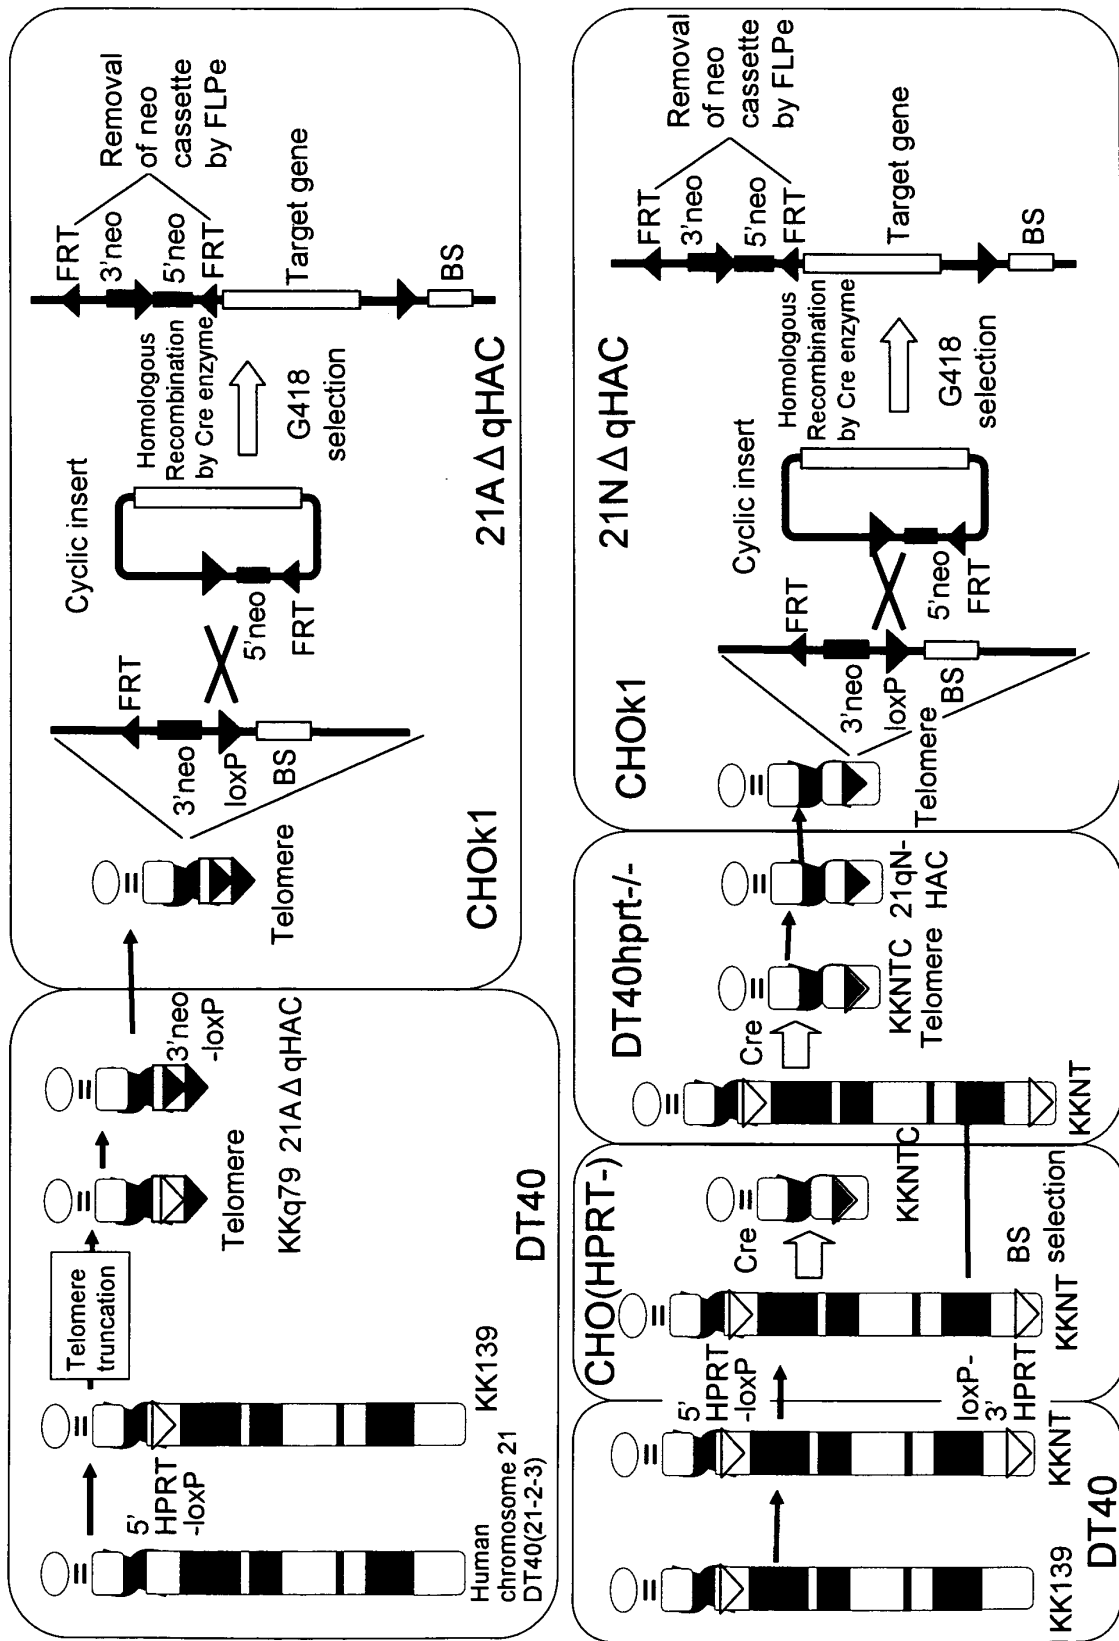 Human
chromosome 21
DT40(21-2-3)
5'
HPRT
-loxP
KK139
Telomere
truncation
Telomere
KKq79
21AΔqHAC
3'neo
-loxP
DT40
Telomere
CHOk1
FRT
3'neo
loxP
BS
Cyclic insert
5'neo
FRT
Homologous
Recombination
by Cre enzyme
G418
selection
21AΔqHAC
FRT
3'neo
5'neo
FRT
Target gene
BS
Removal
of neo
cassette
by FLPe
KK139
DT40
5'
HPRT
-loxP
loxP-
3'
HPRT
KKNT
CHO(HPRT-)
KKNT
BS
selection
Cre
KKNTC
DT40hprt-/-
KKNT
Cre
KKNTC
Telomere
21qN-
HAC
CHOk1
Telomere
FRT
3'neo
loxP
BS
Cyclic insert
5'neo
FRT
Homologous
Recombination
by Cre enzyme
G418
selection
21NΔqHAC
FRT
3'neo
5'neo
FRT
Target gene
BS
Removal
of neo
cassette
by FLPe